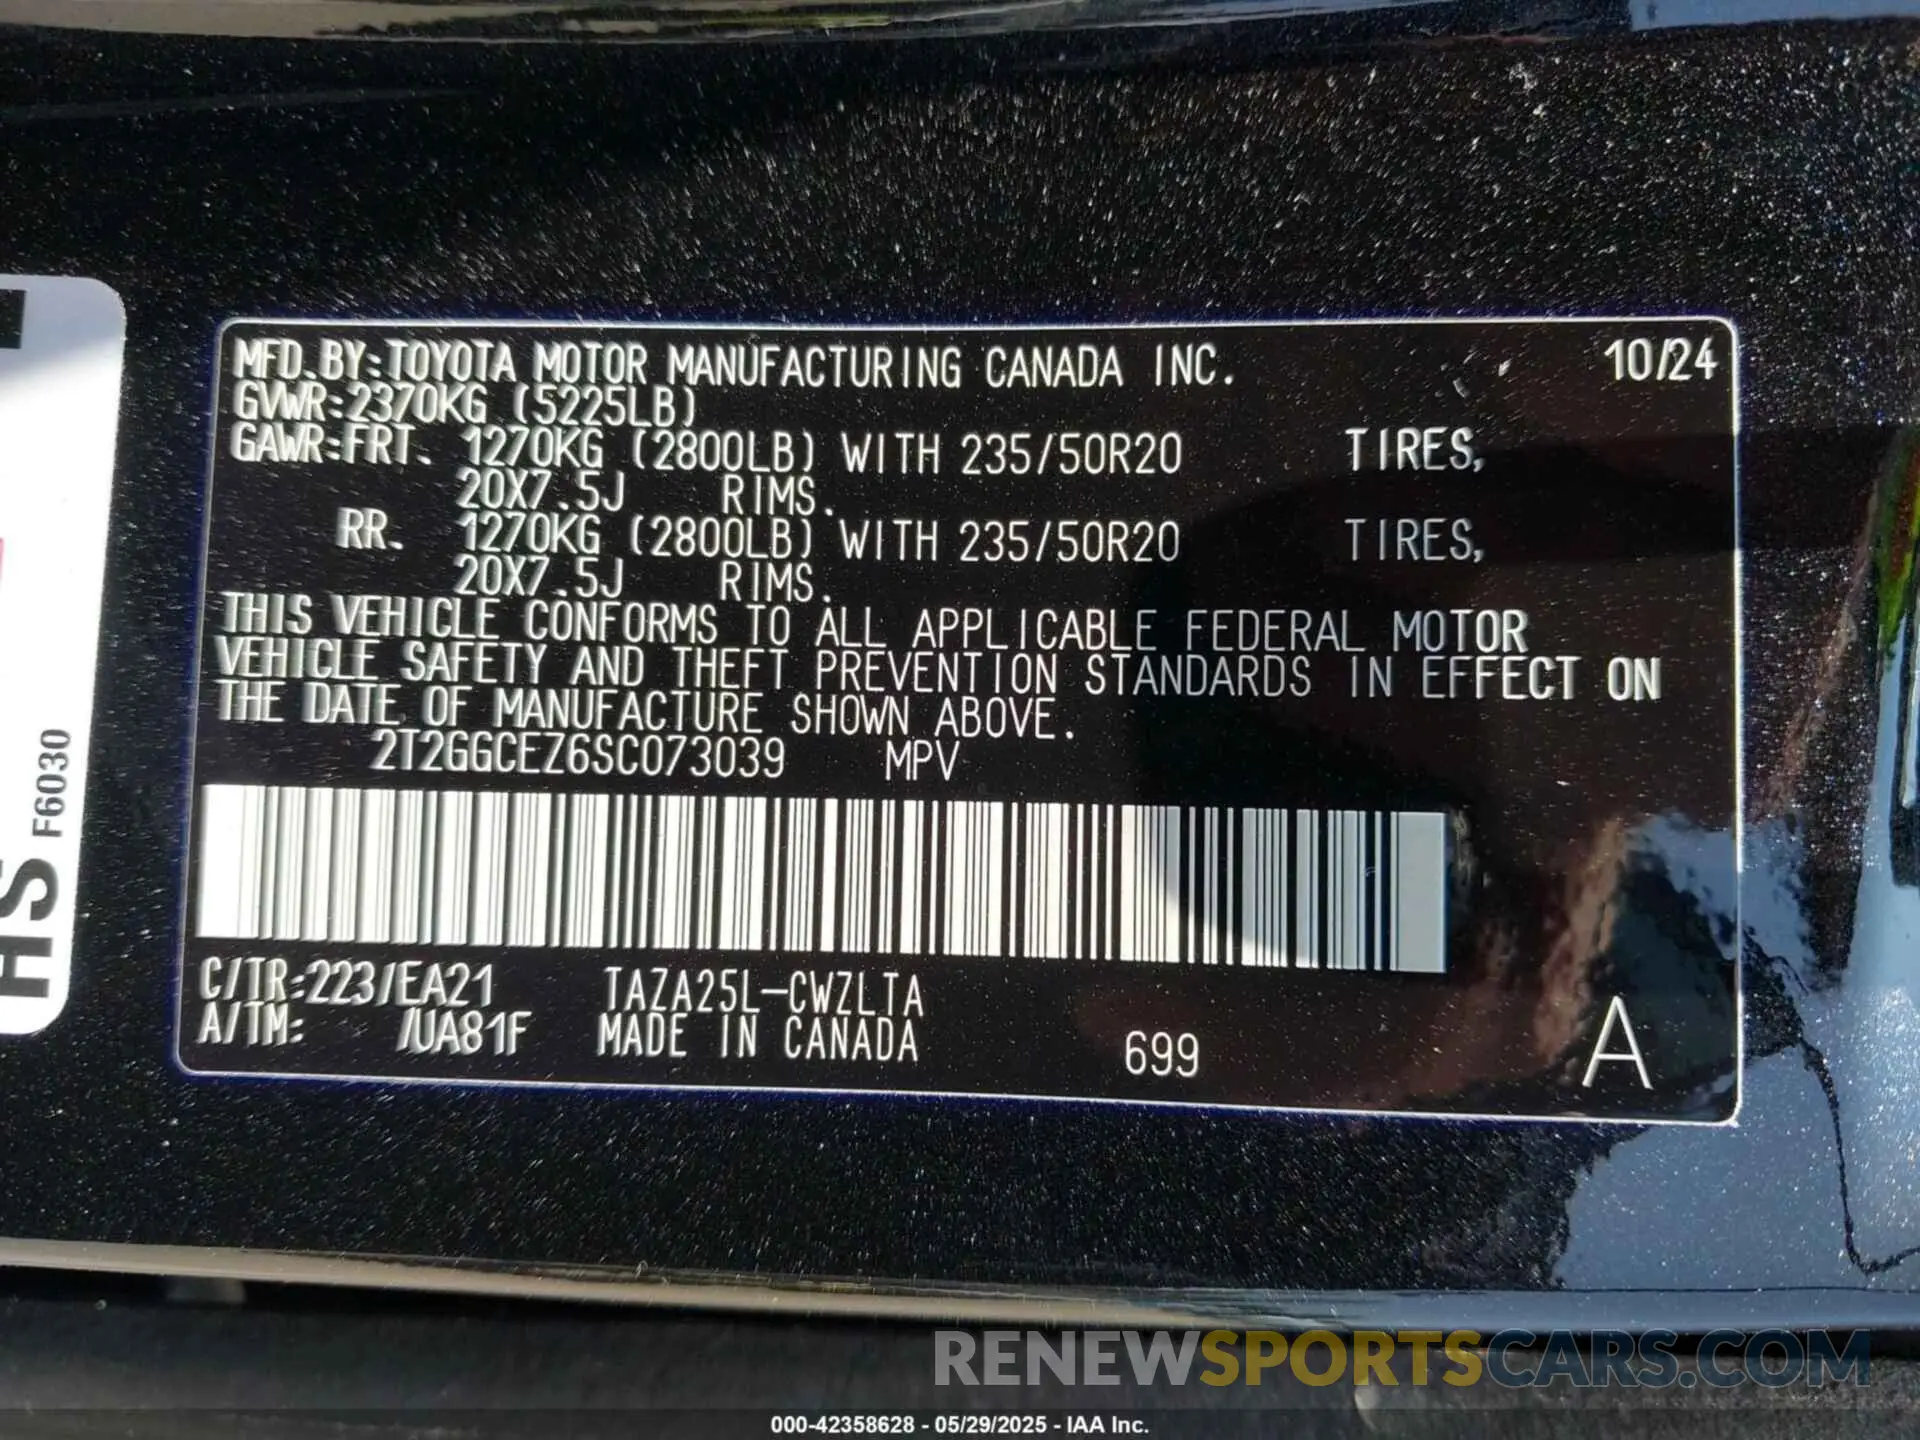 MFD.BY:TOYOTA MOTOR MANUFACTURING CANADA INC. 10/24
GVWR:2370KG (5225LB)
GAWR:FRT. 1270KG (2800LB) WITH 235/50R20 TIRES,
20X7.5J RIMS.
RR. 1270KG (2800LB) WITH 235/50R20 TIRES,
20X7.5J RIMS.
THIS VEHICLE CONFORMS TO ALL APPLICABLE FEDERAL MOTOR
VEHICLE SAFETY AND THEFT PREVENTION STANDARDS IN EFFECT ON
THE DATE OF MANUFACTURE SHOWN ABOVE.
2T2GGCEZ6SC073039 MPV
C/TR:223/EA21 TAZA25L-CWZLTA
A/TM: /UA81F MADE IN CANADA 699 A
HS F6030
RENEWSPORTSCARS.COM
000-42358628 - 05/29/2025 - IAA Inc.